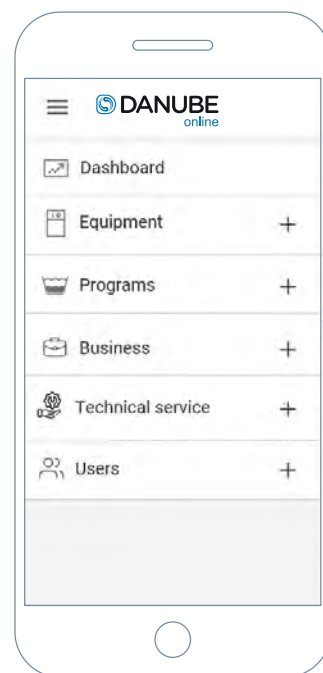 DANUBE
online
Dashboard
Equipment +
Programs +
Business +
Technical service +
Users +